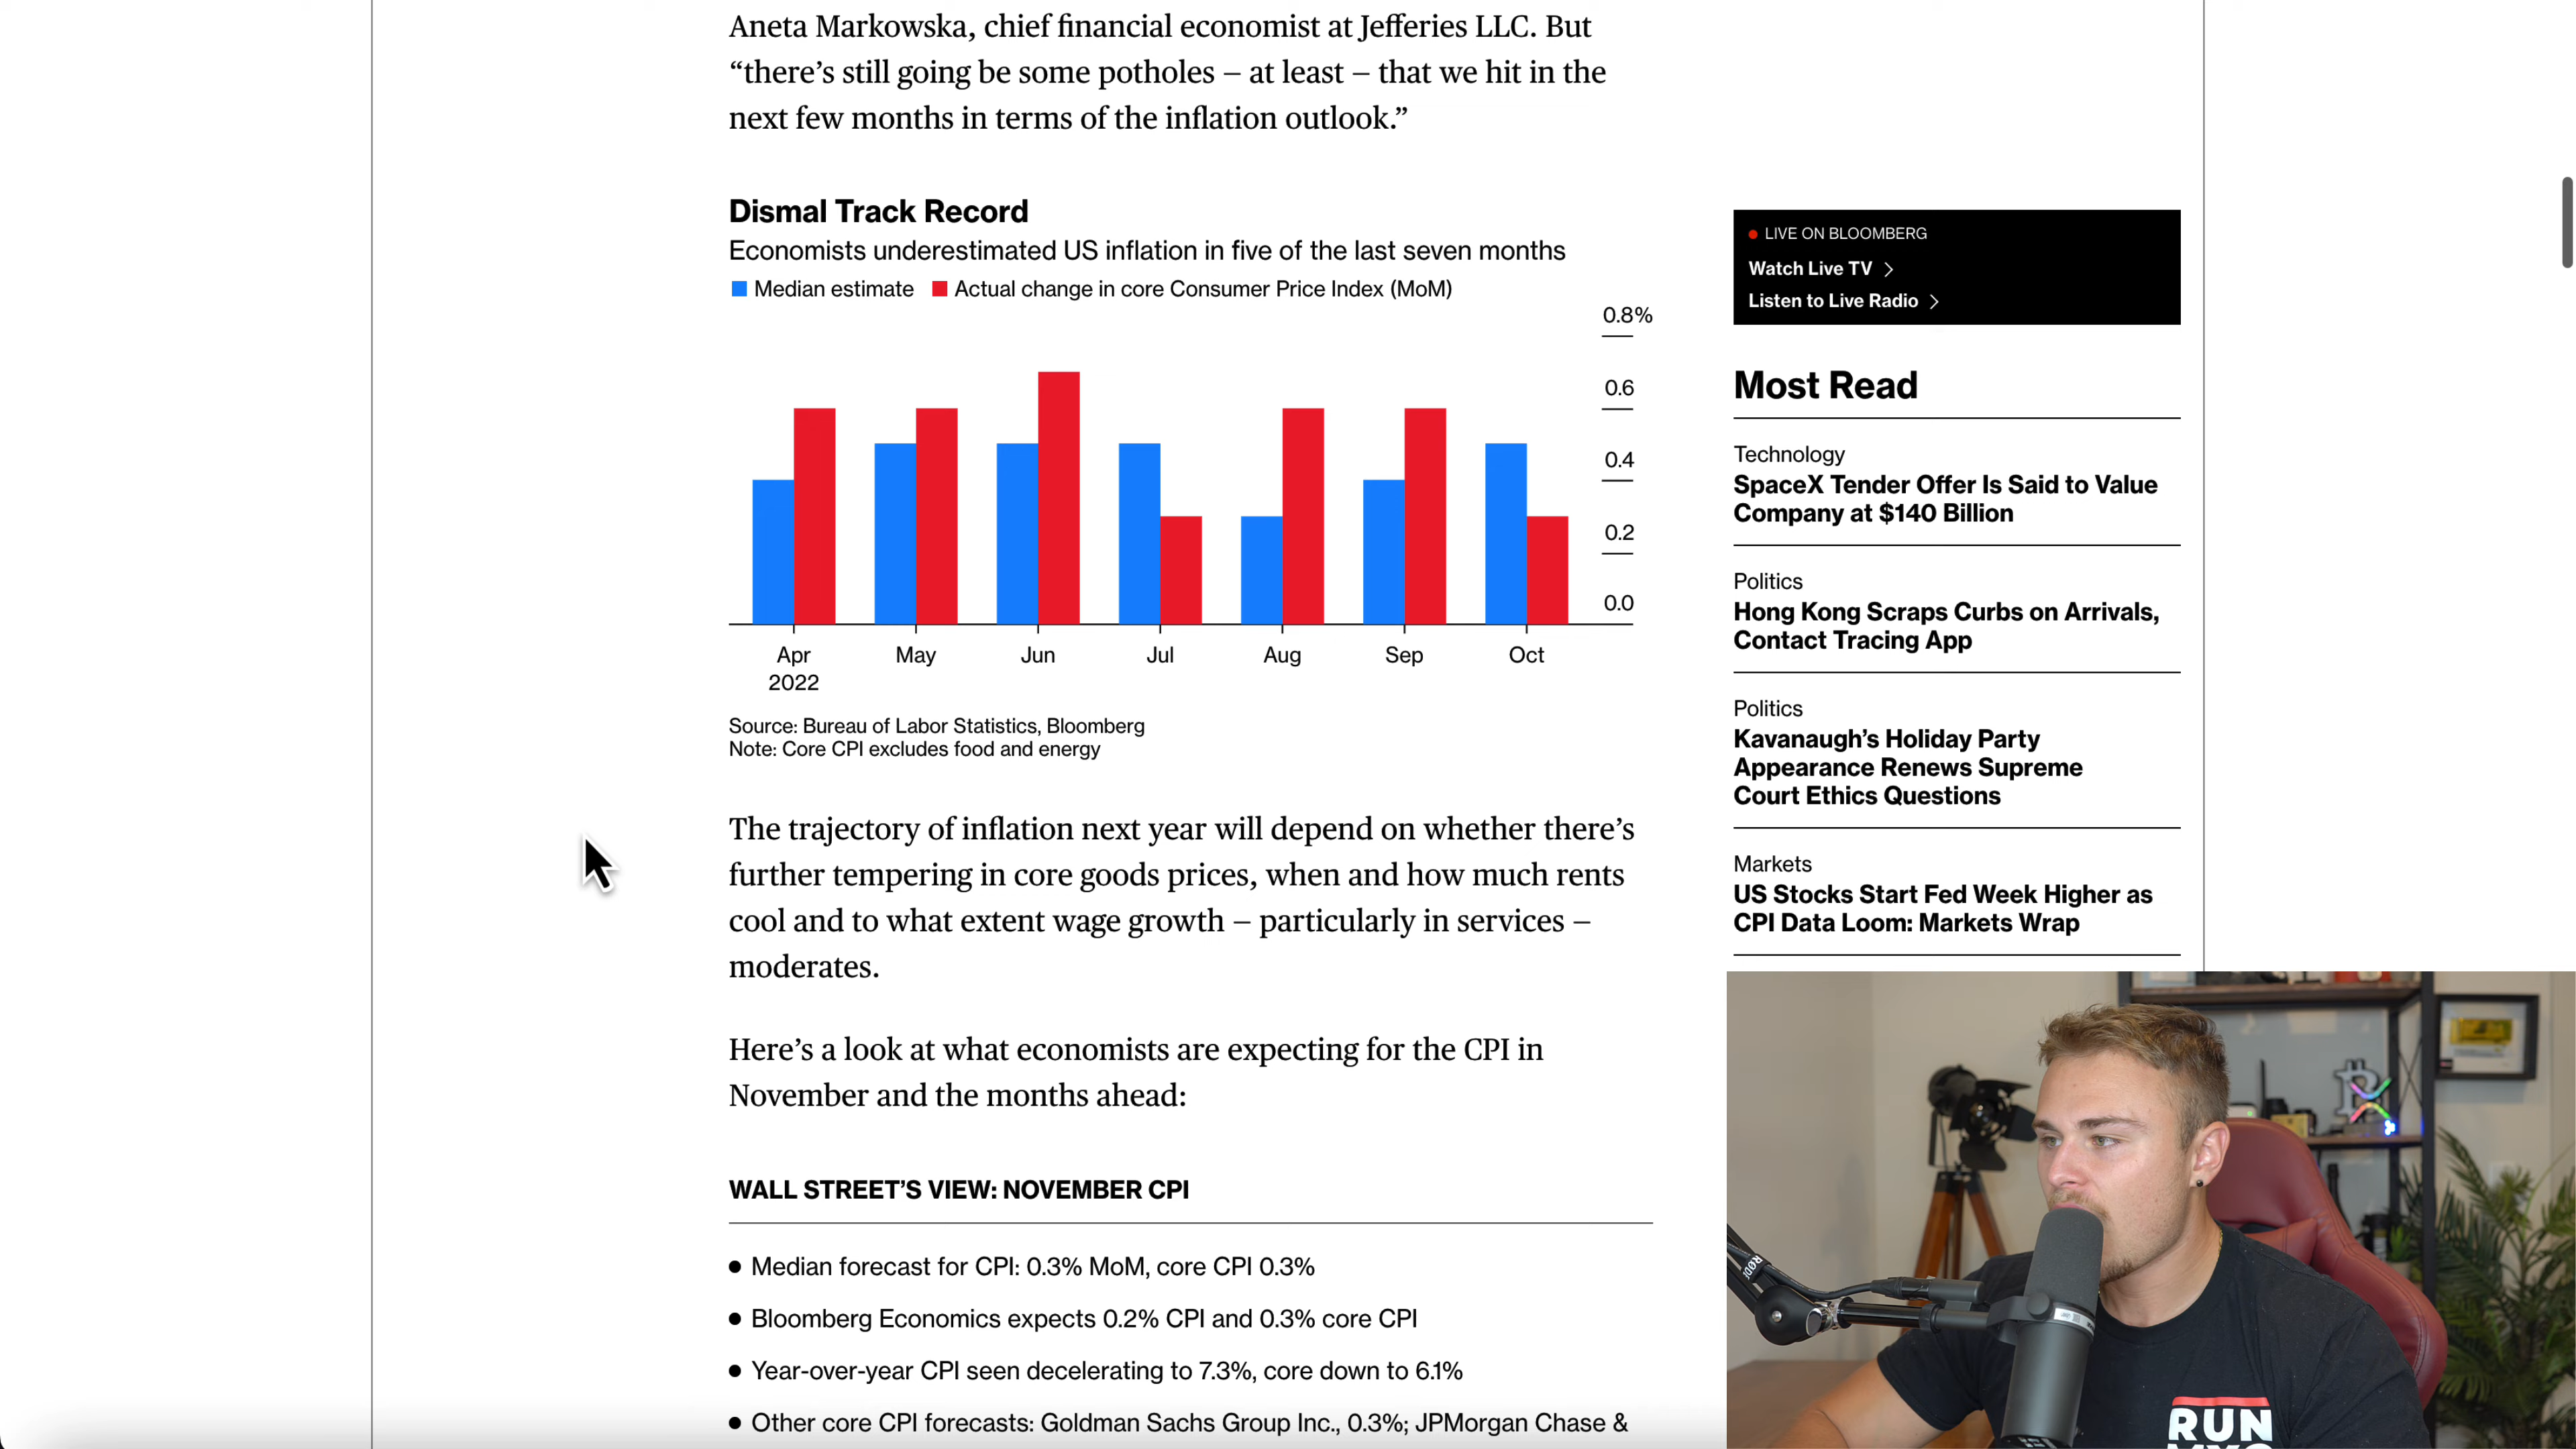 Aneta Markowska, chief financial economist at Jefferies LLC. But
“there’s still going be some potholes – at least – that we hit in the
next few months in terms of the inflation outlook.”
Dismal Track Record
Economists underestimated US inflation in five of the last seven months
Median estimate Actual change in core Consumer Price Index (MoM)
0.8%
0.6
0.4
0.2
0.0
Apr May Jun Jul Aug Sep Oct
2022
Source: Bureau of Labor Statistics, Bloomberg
Note: Core CPI excludes food and energy
The trajectory of inflation next year will depend on whether there’s
further tempering in core goods prices, when and how much rents
cool and to what extent wage growth – particularly in services –
moderates.
Here’s a look at what economists are expecting for the CPI in
November and the months ahead:
WALL STREET’S VIEW: NOVEMBER CPI
• Median forecast for CPI: 0.3% MoM, core CPI 0.3%
• Bloomberg Economics expects 0.2% CPI and 0.3% core CPI
• Year-over-year CPI seen decelerating to 7.3%, core down to 6.1%
• Other core CPI forecasts: Goldman Sachs Group Inc., 0.3%; JPMorgan Chase &
LIVE ON BLOOMBERG
Watch Live TV >
Listen to Live Radio >
Most Read
Technology
SpaceX Tender Offer Is Said to Value
Company at $140 Billion
Politics
Hong Kong Scraps Curbs on Arrivals,
Contact Tracing App
Politics
Kavanaugh’s Holiday Party
Appearance Renews Supreme
Court Ethics Questions
Markets
US Stocks Start Fed Week Higher as
CPI Data Loom: Markets Wrap
RØDE
RUN